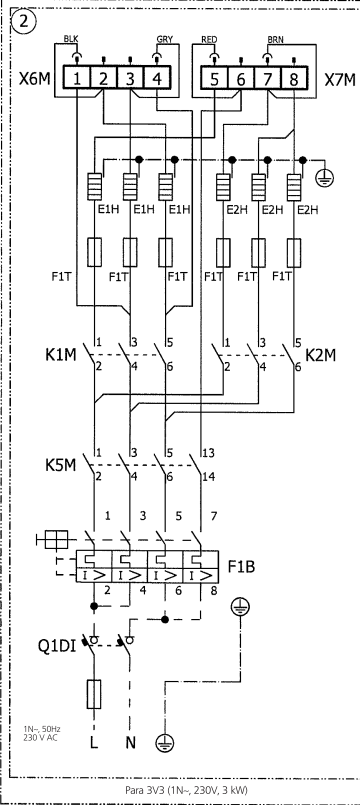 2
BLK GRY RED BRN
X6M 1 2 3 4 5 6 7 8 X7M
E1H E1H E1H E2H E2H E2H
F1T F1T F1T F1T F1T F1T
1 3 5 1 3 5
K1M K2M
2 4 6 2 4 6
1 3 5 13
K5M
2 4 6 14
1 3 5 7
F1B
I > I > I > I >
2 4 6 8
Q1DI
1N~, 50Hz
230 V AC
L N
Para 3V3 (1N~, 230V, 3 kW)